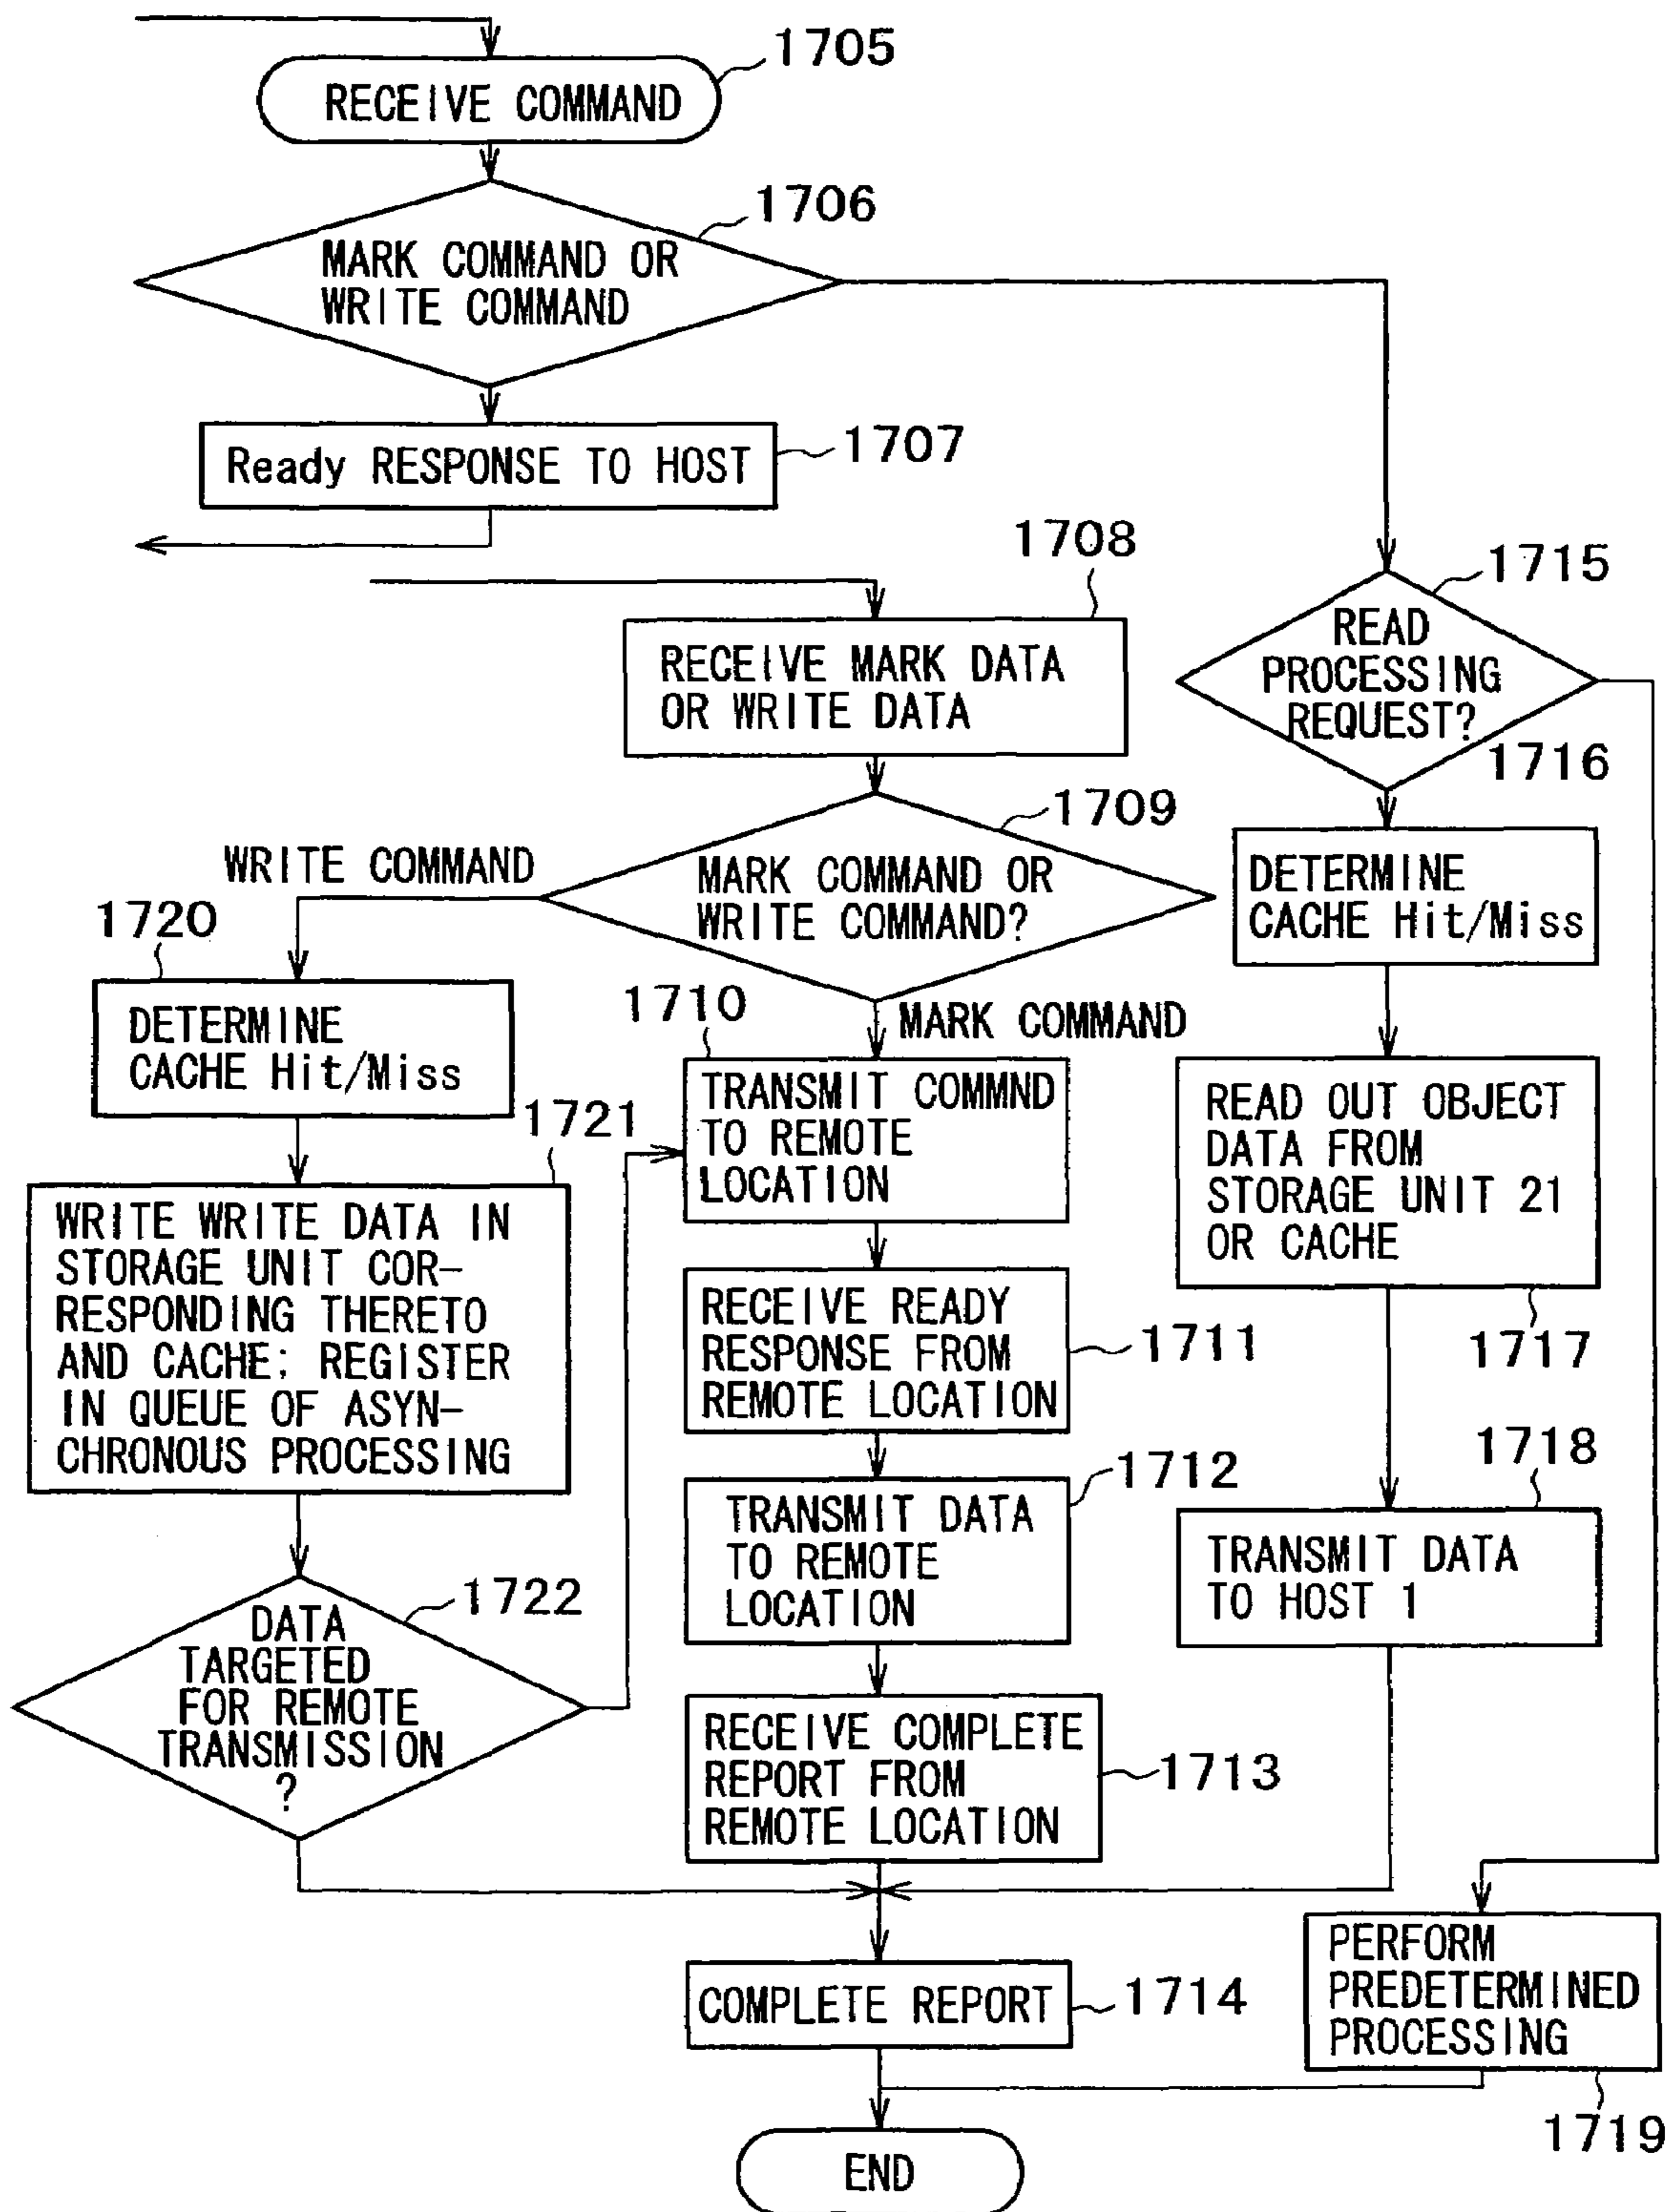 1705
RECEIVE COMMAND
1706
MARK COMMAND OR
WRITE COMMAND
1707
Ready RESPONSE TO HOST
1708
RECEIVE MARK DATA
OR WRITE DATA
1715
READ
PROCESSING
REQUEST?
1716
DETERMINE
CACHE Hit/Miss
1709
MARK COMMAND OR
WRITE COMMAND?
WRITE COMMAND
1720
DETERMINE
CACHE Hit/Miss
1710
MARK COMMAND
TRANSMIT COMMND
TO REMOTE
LOCATION
READ OUT OBJECT
DATA FROM
STORAGE UNIT 21
OR CACHE
1717
1721
WRITE WRITE DATA IN
STORAGE UNIT COR-
RESPONDING THERETO
AND CACHE; REGISTER
IN QUEUE OF ASYN-
CHRONOUS PROCESSING
RECEIVE READY
RESPONSE FROM
REMOTE LOCATION
1711
1712
TRANSMIT DATA
TO REMOTE
LOCATION
1718
TRANSMIT DATA
TO HOST 1
1722
DATA
TARGETED
FOR REMOTE
TRANSMISSION
?
RECEIVE COMPLETE
REPORT FROM
REMOTE LOCATION
1713
COMPLETE REPORT
1714
PERFORM
PREDETERMINED
PROCESSING
1719
END